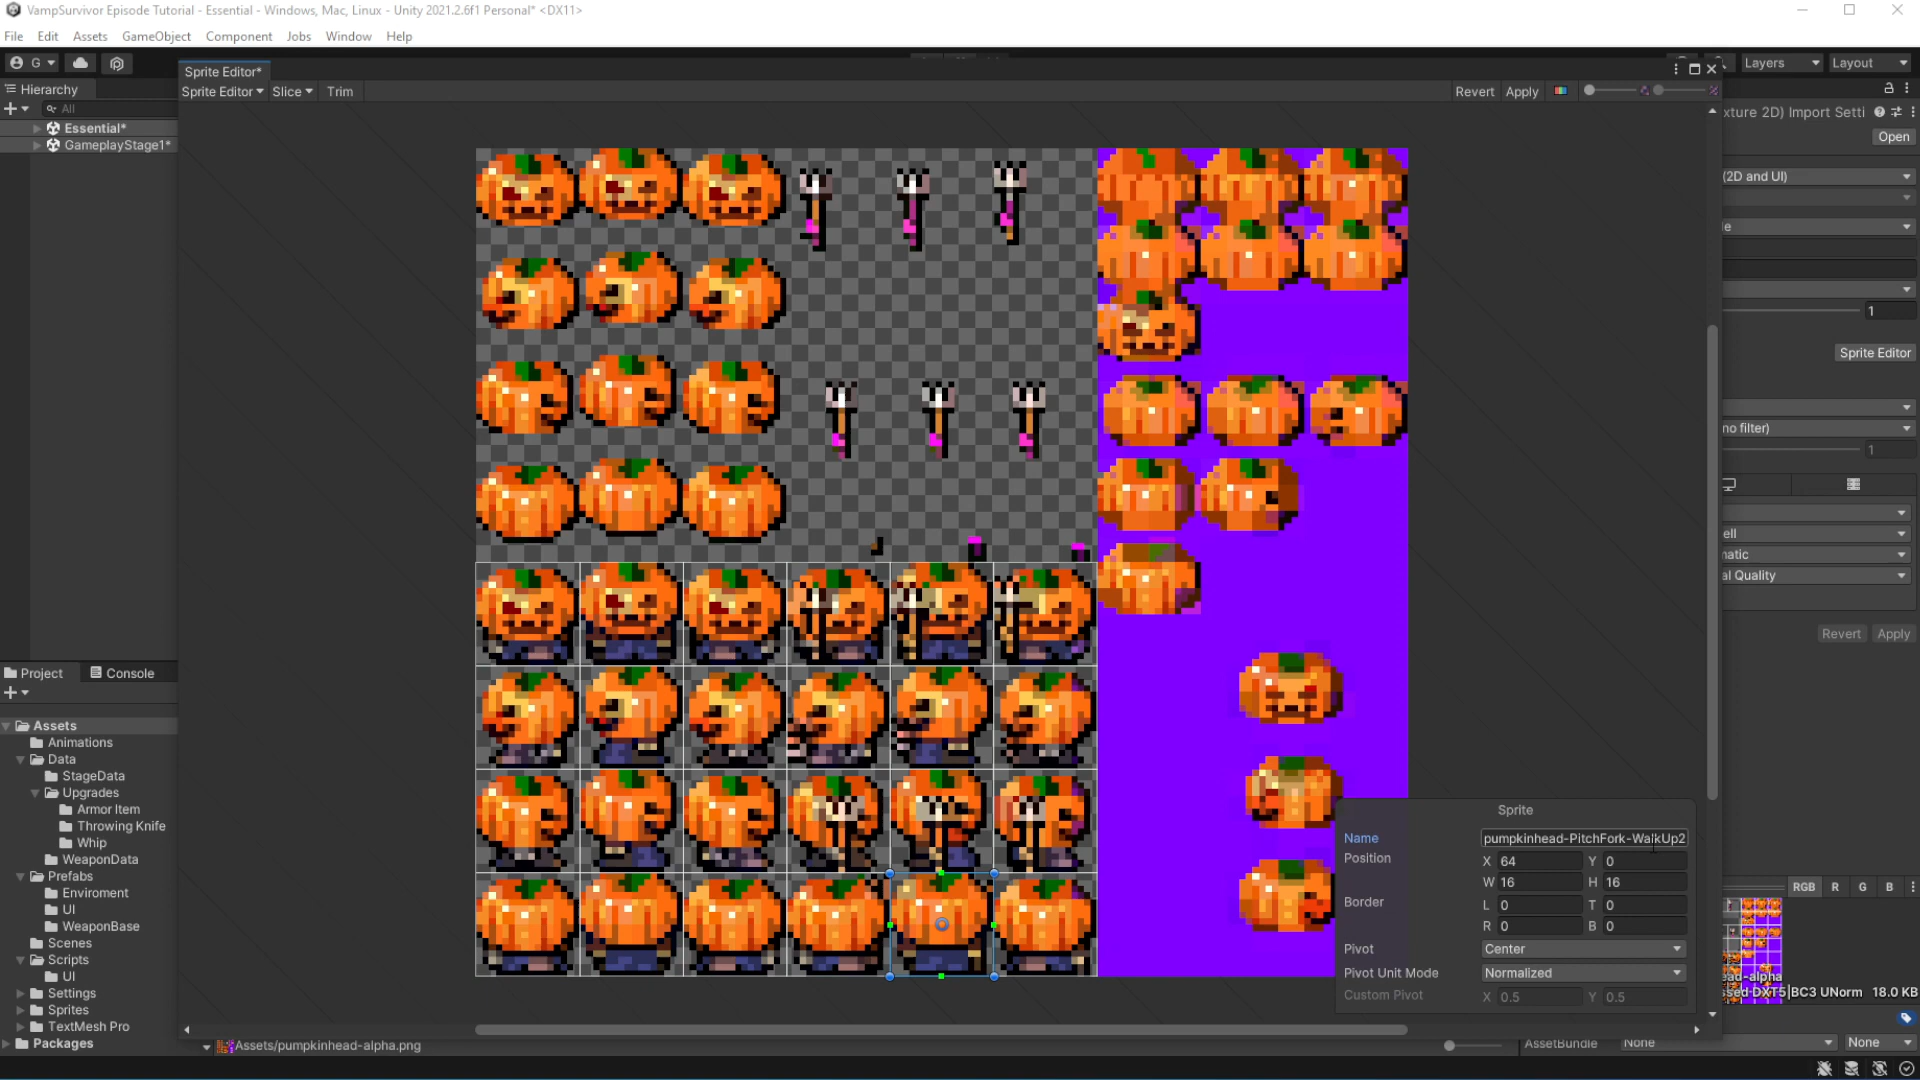 VampSurvivor Episode Tutorial - Essential - Windows, Mac, Linux - Unity 2021.2.6f1 Personal* <DX11>
File Edit Assets GameObject Component Jobs Window Help
G Layers Layout
Sprite Editor*
Hierarchy
Sprite Editor Slice Trim Revert Apply
All
xture 2D) Import Setti
Essential*
Open
GameplayStage1*
(2D and UI)
1
Sprite Editor
no filter)
1
ell
natic
al Quality
Revert Apply
Project Console
Assets
Animations
Data
StageData
Upgrades
Armor Item
Throwing Knife
Whip
WeaponData
Prefabs
Enviroment
UI
WeaponBase
Scenes
Scripts
UI
Settings
Sprites
TextMesh Pro
Packages
Sprite
Name pumpkinhead-PitchFork-WalkUp2
Position X 64 Y 0
W 16 H 16
Border L 0 T 0
R 0 B 0
Pivot Center
Pivot Unit Mode Normalized
Custom Pivot X 0.5 Y 0.5
RGB R G B
ead-alpha
ssed DXT5|BC3 UNorm 18.0 KB
Assets/pumpkinhead-alpha.png
AssetBundle None None